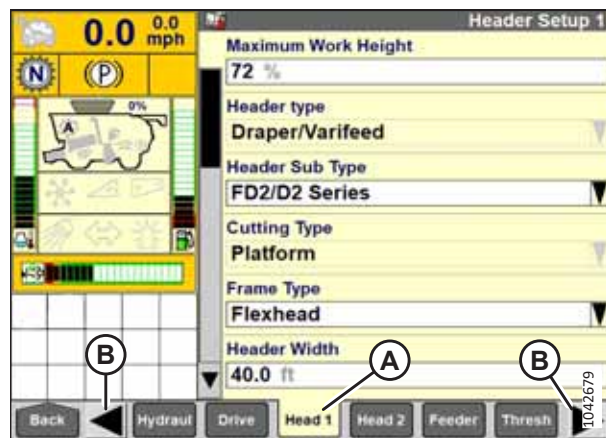 0.0 0.0 mph
N (P)
0%
A
Header Setup 1
Maximum Work Height
72 %
Header type
Draper/Varifeed
Header Sub Type
FD2/D2 Series
Cutting Type
Platform
Frame Type
Flexhead
Header Width
40.0 ft
B A B
Back Hydraul Drive Head 1 Head 2 Feeder Thresh
1042679